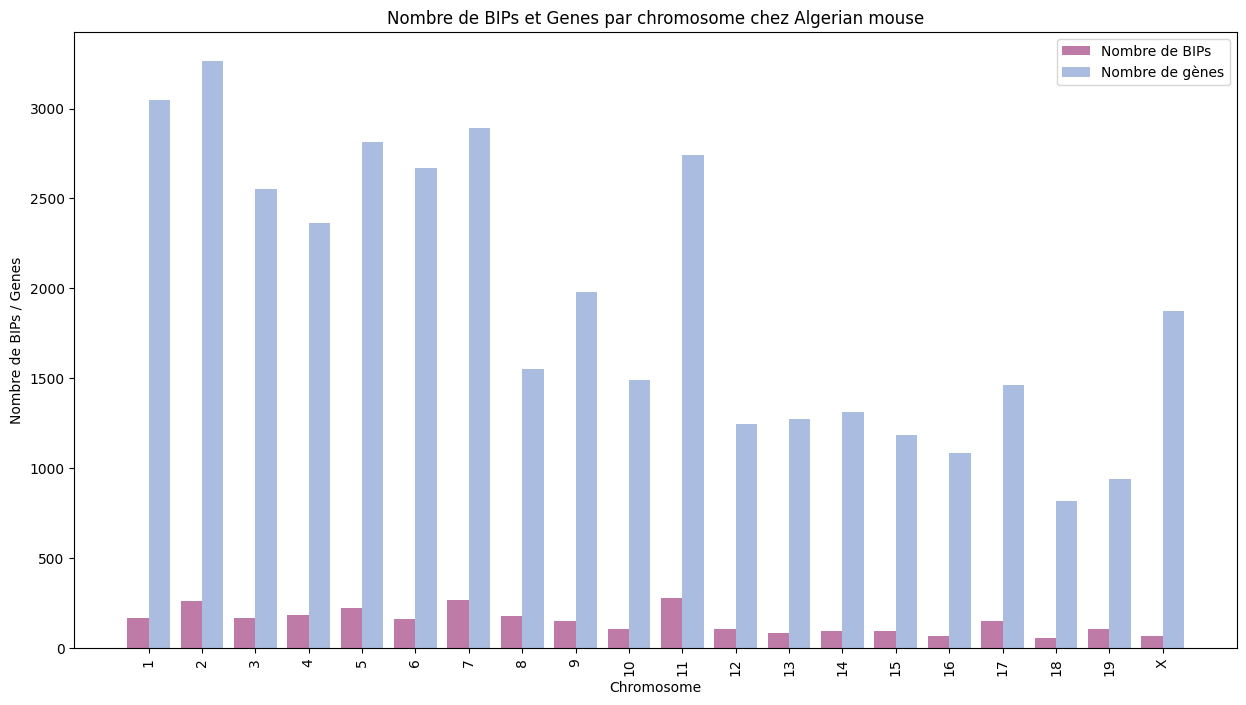 Nombre de BIPs et Genes par chromosome chez Algerian mouse
Nombre de BIPs
Nombre de gènes
Nombre de BIPs / Genes
3000
2500
2000
1500
1000
500
0
1 2 3 4 5 6 7 8 9 10 11 12 13 14 15 16 17 18 19 X
Chromosome